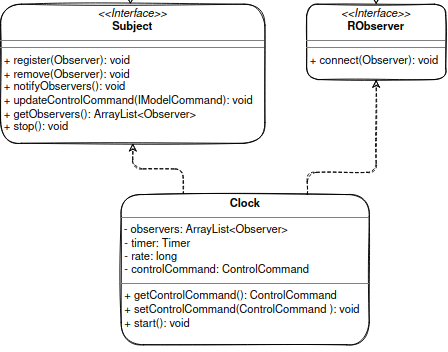 <<Interface>>
Subject
+ register(Observer): void
+ remove(Observer): void
+ notifyObservers(): void
+ updateControlCommand(IModelCommand): void
+ getObservers(): ArrayList<Observer>
+ stop(): void
<<Interface>>
RObserver
+ connect(Observer): void
Clock
- observers: ArrayList<Observer>
- timer: Timer
- rate: long
- controlCommand: ControlCommand
+ getControlCommand(): ControlCommand
+ setControlCommand(ControlCommand ): void
+ start(): void